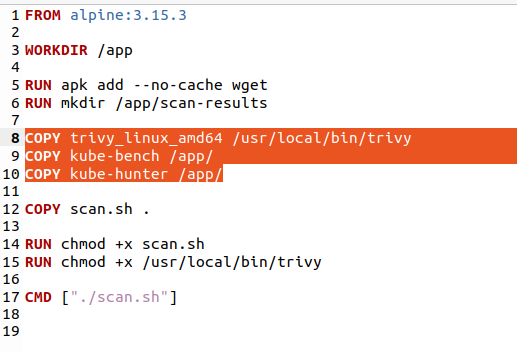 1 FROM alpine:3.15.3
2
3 WORKDIR /app
4
5 RUN apk add --no-cache wget
6 RUN mkdir /app/scan-results
7
8 COPY trivy_linux_amd64 /usr/local/bin/trivy
9 COPY kube-bench /app/
10 COPY kube-hunter /app/
11
12 COPY scan.sh .
13
14 RUN chmod +x scan.sh
15 RUN chmod +x /usr/local/bin/trivy
16
17 CMD ["./scan.sh"]
18
19